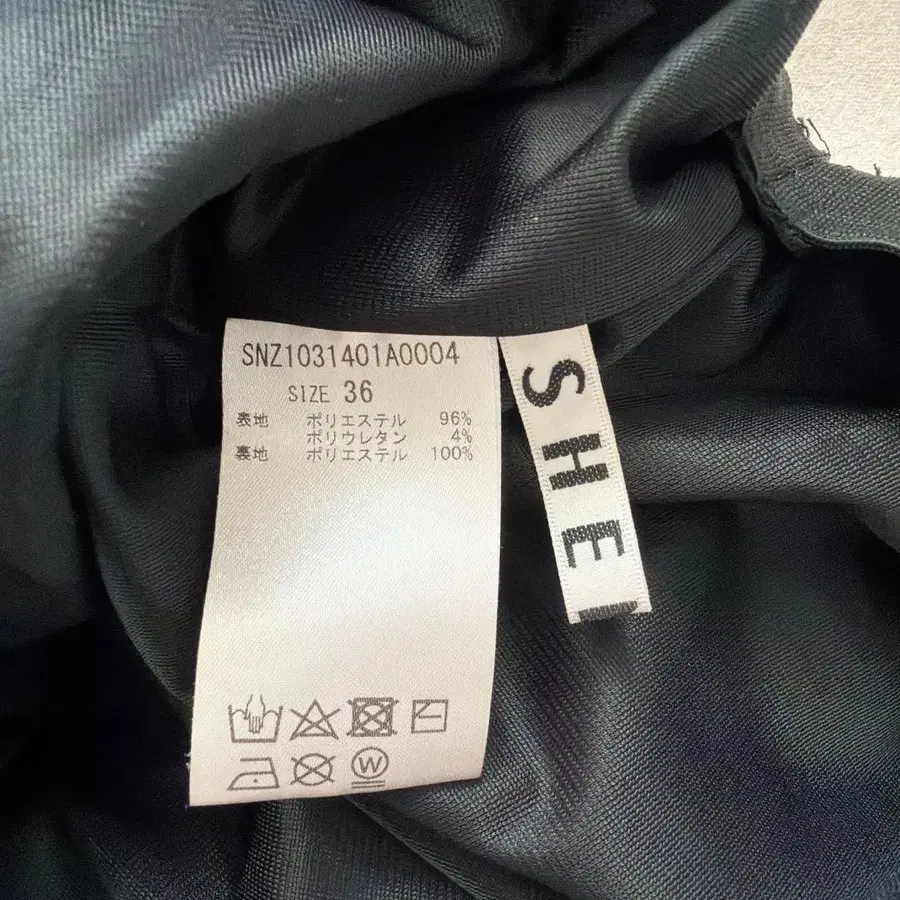 SNZ1031401A0004
SIZE 36
表地 ポリエステル 96%
ポリウレタン 4%
裏地 ポリエステル 100%
W
SHE